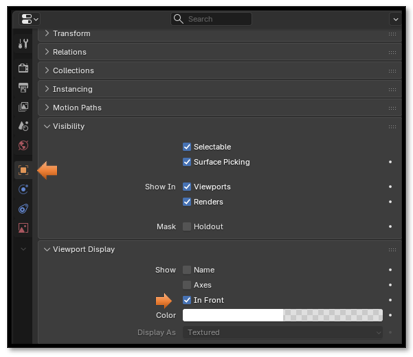 Search
Transform
Relations
Collections
Instancing
Motion Paths
Visibility
Selectable
Surface Picking
Show In Viewports
Renders
Mask Holdout
Viewport Display
Show Name
Axes
In Front
Color
Display As Textured